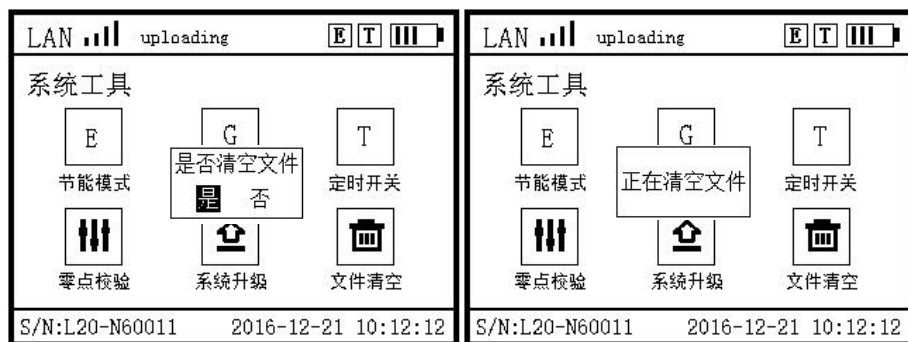 LAN uploading E T
系统工具
E G T
是否清空文件
是 否
节能模式 定时开关
零点校验 系统升级 文件清空
S/N:L20-N60011 2016-12-21 10:12:12
LAN uploading E T
系统工具
E G T
正在清空文件
节能模式 定时开关
零点校验 系统升级 文件清空
S/N:L20-N60011 2016-12-21 10:12:12